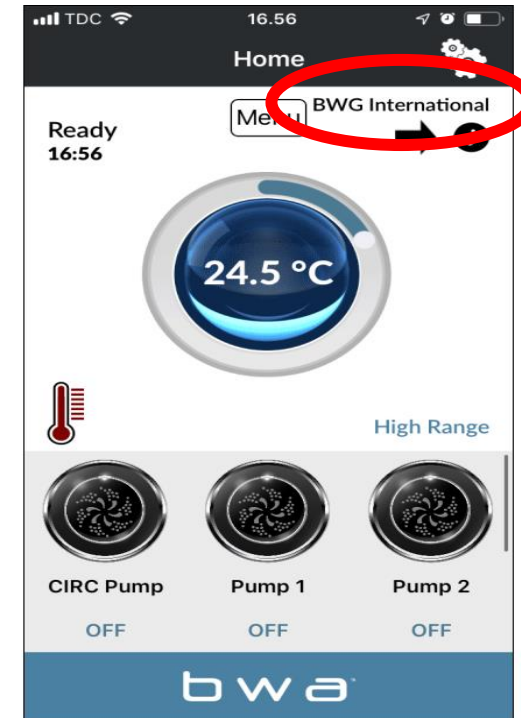 TDC 16.56
Home
BWG International
Menu
Ready
16:56
24.5 °C
High Range
CIRC Pump Pump 1 Pump 2
OFF OFF OFF
bwa